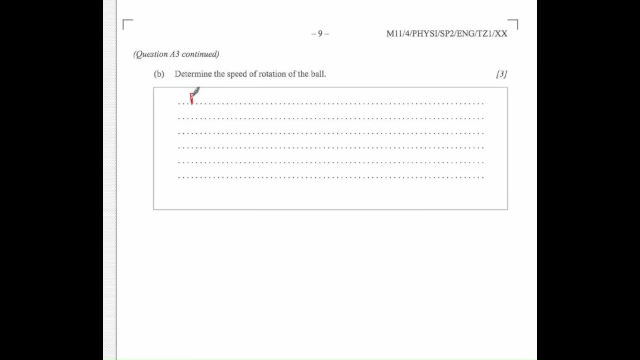 – 9 –
M11/4/PHYSI/SP2/ENG/TZ1/XX
(Question A3 continued)
(b) Determine the speed of rotation of the ball. [3]